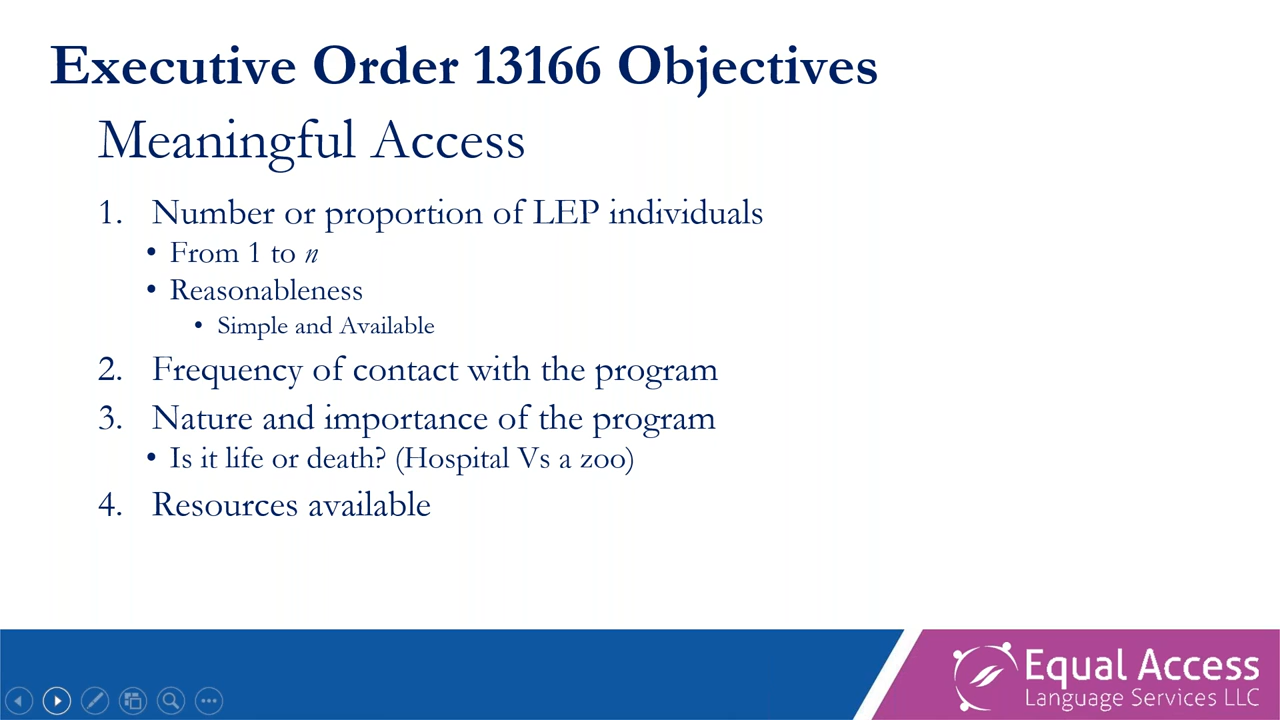 Executive Order 13166 Objectives
Meaningful Access
1. Number or proportion of LEP individuals
• From 1 to n
• Reasonableness
• Simple and Available
2. Frequency of contact with the program
3. Nature and importance of the program
• Is it life or death? (Hospital Vs a zoo)
4. Resources available
Equal Access
Language Services LLC